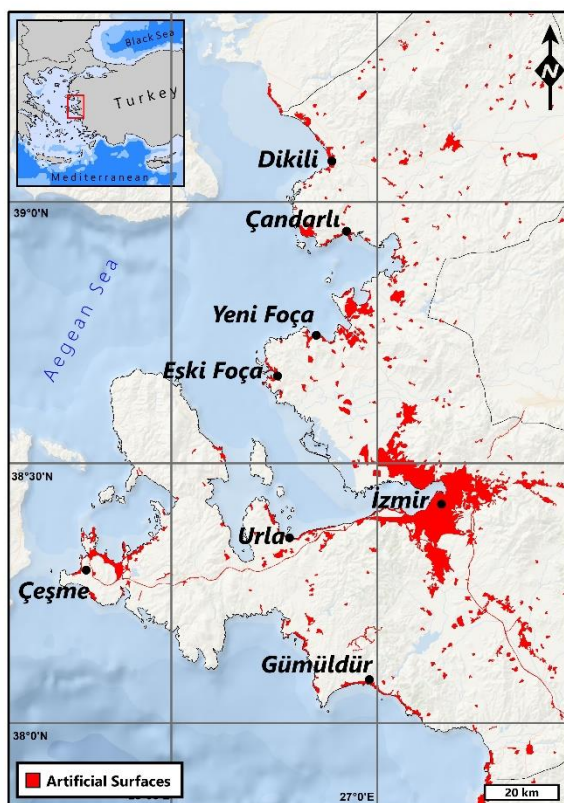 Black Sea
Turkey
Mediterranean
N
Dikili
39°0'N
Çandarlı
Aegean Sea
Yeni Foça
Eski Foça
38°30'N
İzmir
Urla
Çeşme
Gümüldür
38°0'N
Artificial Surfaces
27°0'E
20 km